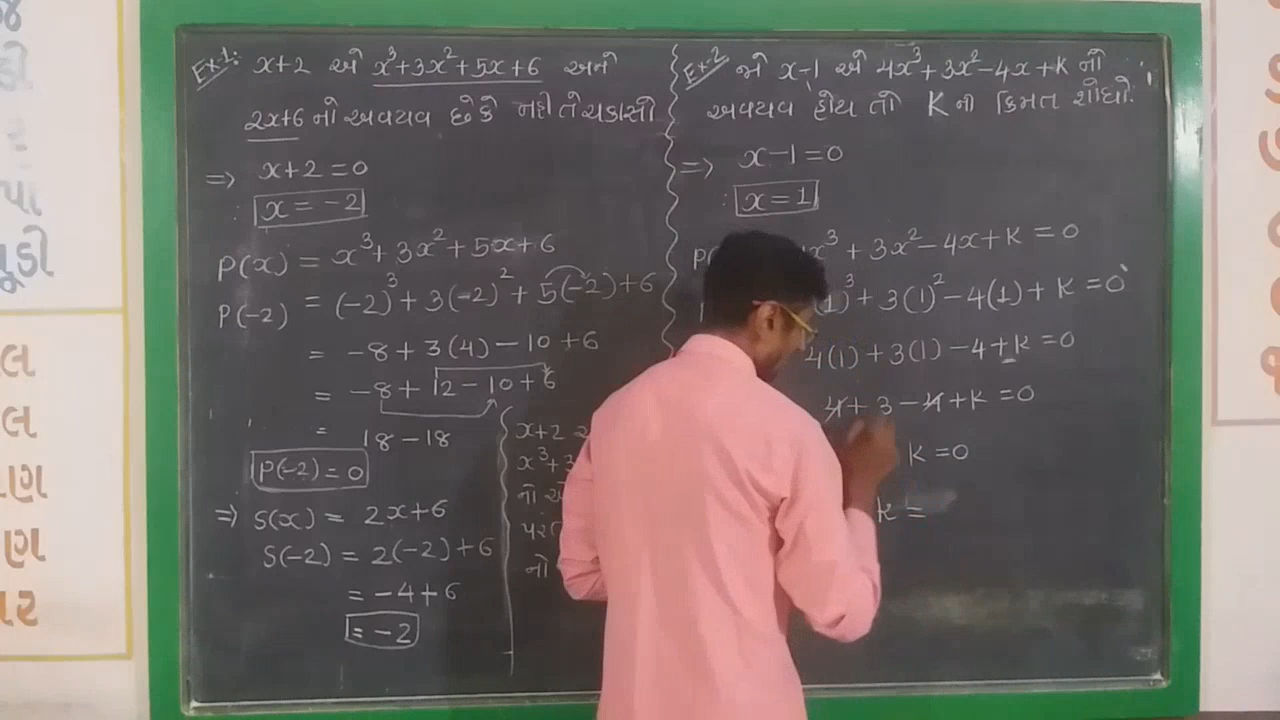 Ex-1: x+2 એ x³+3x²+5x+6 અને
2x+6 નો અવયવ છે કે નહીં તે ચકાસો
=> x+2 = 0
x = -2
P(x) = x³ + 3x² + 5x + 6
P(-2) = (-2)³ + 3(-2)² + 5(-2) + 6
= -8 + 3(4) - 10 + 6
= -8 + 12 - 10 + 6
= 18 - 18
P(-2) = 0
=> S(x) = 2x+6
S(-2) = 2(-2)+6
= -4+6
= -2
x+2
x³+3
નો
નો
Ex-2 જો x-1 એ 4x³+3x²-4x+K નો
અવયવ હોય તો K ની કિંમત શોધો.
=> x-1 = 0
x = 1
x³ + 3x² - 4x + K = 0
(1)³ + 3(1)² - 4(1) + K = 0
4(1) + 3(1) - 4 + K = 0
4 + 3 - 4 + K = 0
K = 0
K =
લ
લ
ણ
ણ
ાર
પો
ૂડો